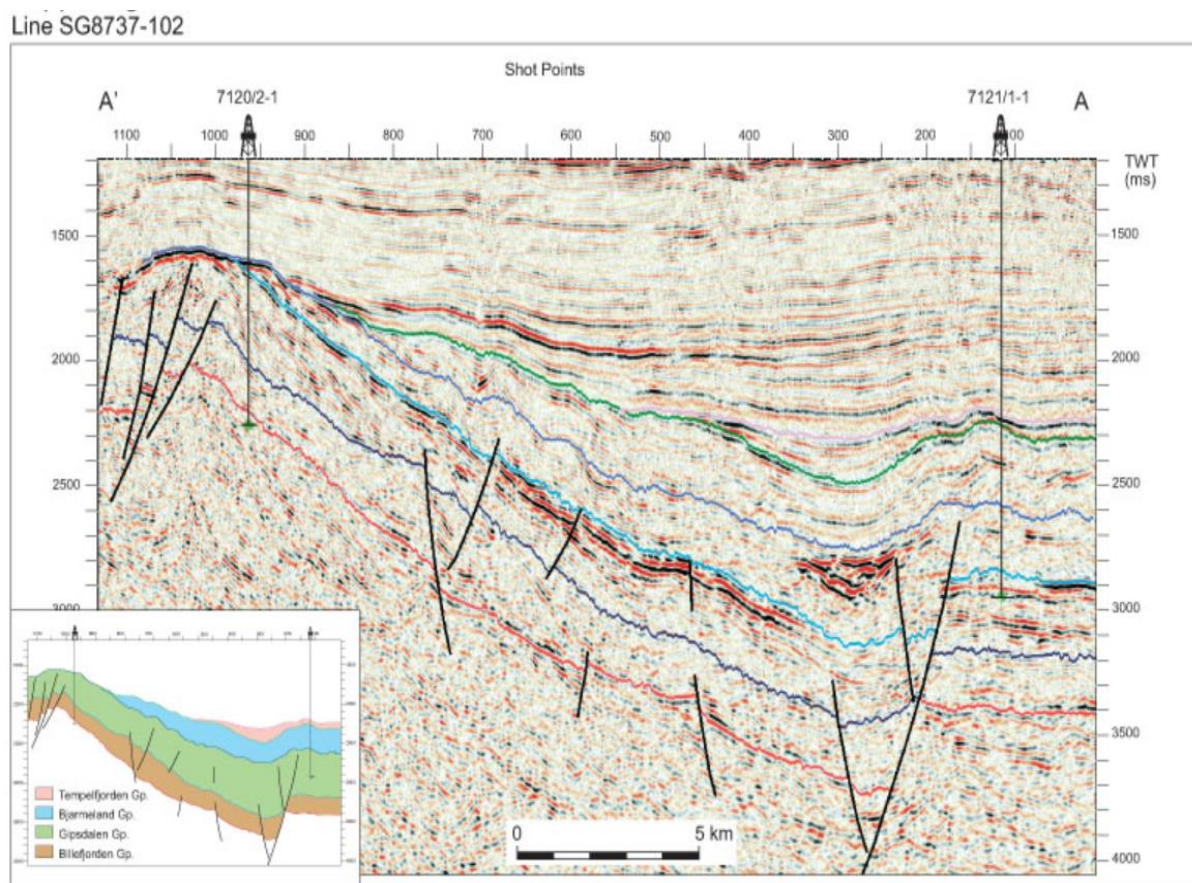 Line SG8737-102
Shot Points
A' 7120/2-1 7121/1-1 A
1100 1000 900 800 700 600 500 400 300 200
TWT
(ms)
1500 1500
2000 2000
2500 2500
3000 3000
3500
4000
0 5 km
Tempelfjorden Gp.
Bjarmeland Gp.
Gipsdalen Gp.
Billefjorden Gp.